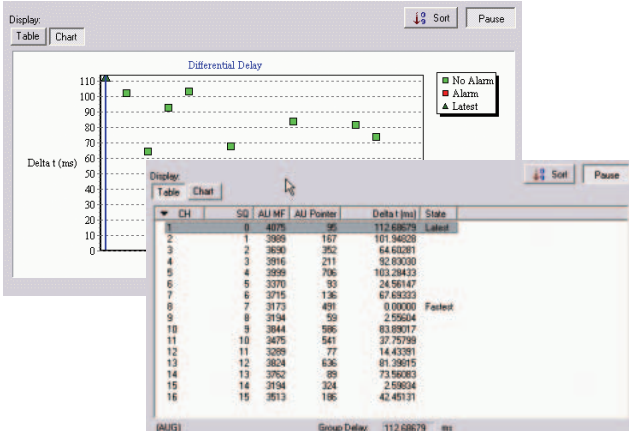 Display:
Sort
Pause
Table
Chart
Differential Delay
110
100
90
80
70
60
50
40
30
20
10
0
Delta t (ms)
No Alarm
Alarm
Latest
Display:
Sort
Pause
Table
Chart
CH SQ AU MF AU Pointer Delta t (ms) State
1 0 4075 95 112.68679 Latest
2 1 3989 167 101.94828
3 2 3690 352 64.60281
4 3 3916 211 92.83030
5 4 3999 706 103.28433
6 5 3370 93 24.56147
7 6 3715 136 67.69333
8 7 3173 491 0.00000 Fastest
9 8 3194 59 2.55604
10 9 3844 586 83.89017
11 10 3475 541 37.75799
12 11 3289 77 14.43391
13 12 3824 636 81.39815
14 13 3762 89 73.56083
15 14 3194 324 2.59834
16 15 3513 186 42.45131
[AUG] Group Delay: 112.68679 ms